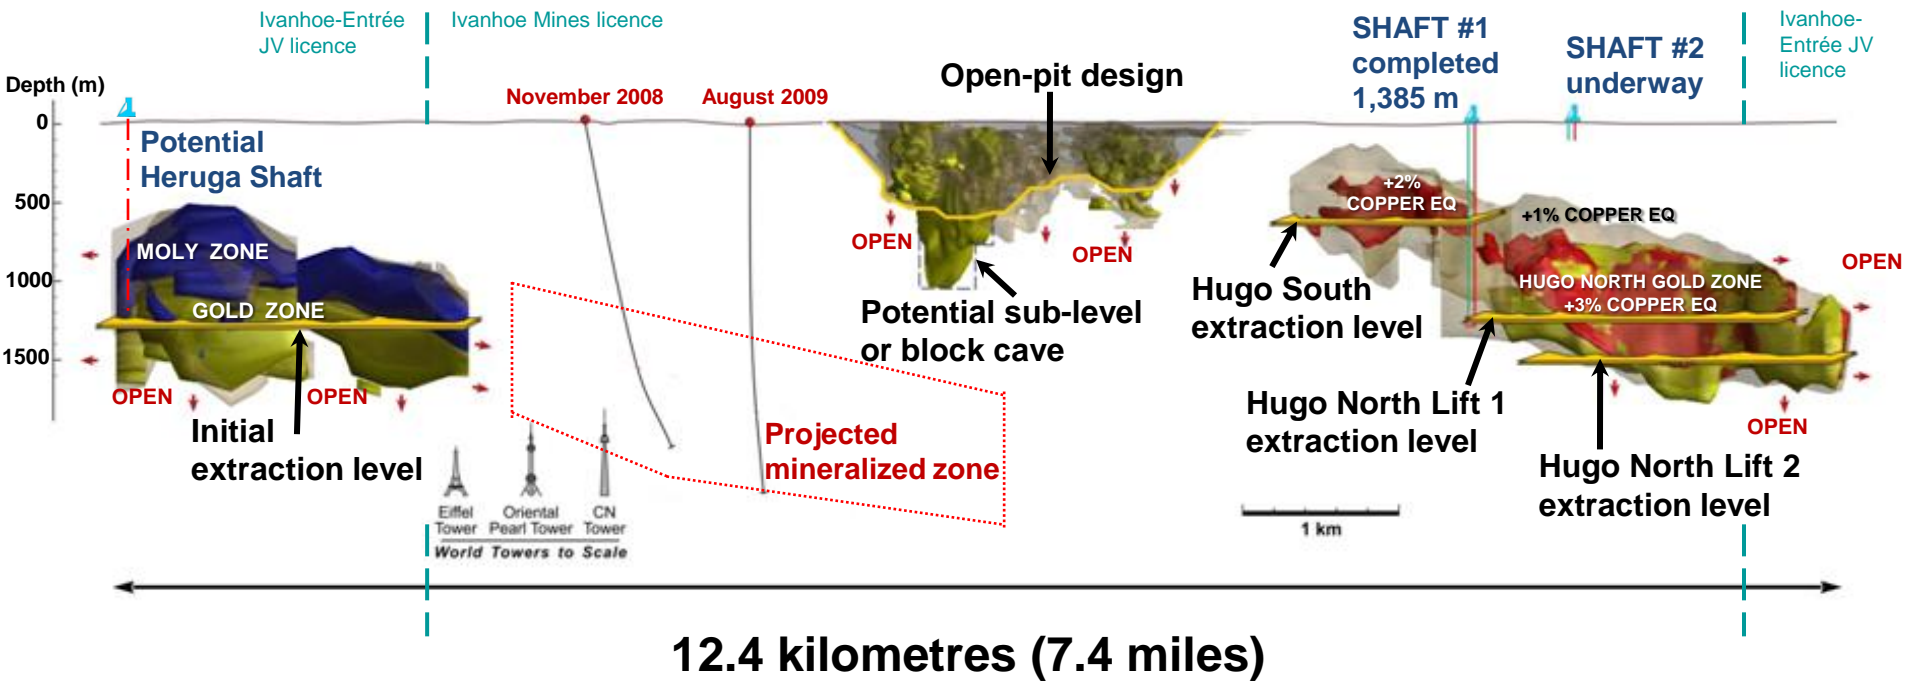 Ivanhoe-Entrée
JV licence
Ivanhoe Mines licence
SHAFT #1
completed
1,385 m
SHAFT #2
underway
Ivanhoe-
Entrée JV
licence
Depth (m)
0
500
1000
1500
November 2008
August 2009
Open-pit design
Potential
Heruga Shaft
MOLY ZONE
GOLD ZONE
OPEN
OPEN
Initial
extraction level
OPEN
OPEN
Potential sub-level
or block cave
Projected
mineralized zone
Eiffel
Tower
Oriental
Pearl Tower
CN
Tower
World Towers to Scale
+2%
COPPER EQ
+1% COPPER EQ
Hugo South
extraction level
HUGO NORTH GOLD ZONE
+3% COPPER EQ
OPEN
Hugo North Lift 1
extraction level
OPEN
Hugo North Lift 2
extraction level
1 km
12.4 kilometres (7.4 miles)